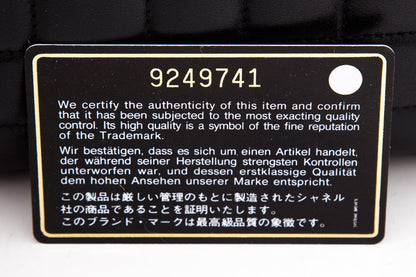 9249741
We certify the authenticity of this item and confirm
that it has been subjected to the most exacting quality
control. Its high quality is a symbol of the fine reputation
of the Trademark.
Wir bestätigen, dass es sich um einen Artikel handelt,
der während seiner Herstellung strengsten Kontrollen
unterworfen war, und dessen erstklassige Qualität
dem hohen Ansehen unserer Marke entspricht.
この製品は厳しい管理のもとに製造されたシャネル
社の商品であることを証明いたします。
このブランド・マークは最高級品質の象徴です。